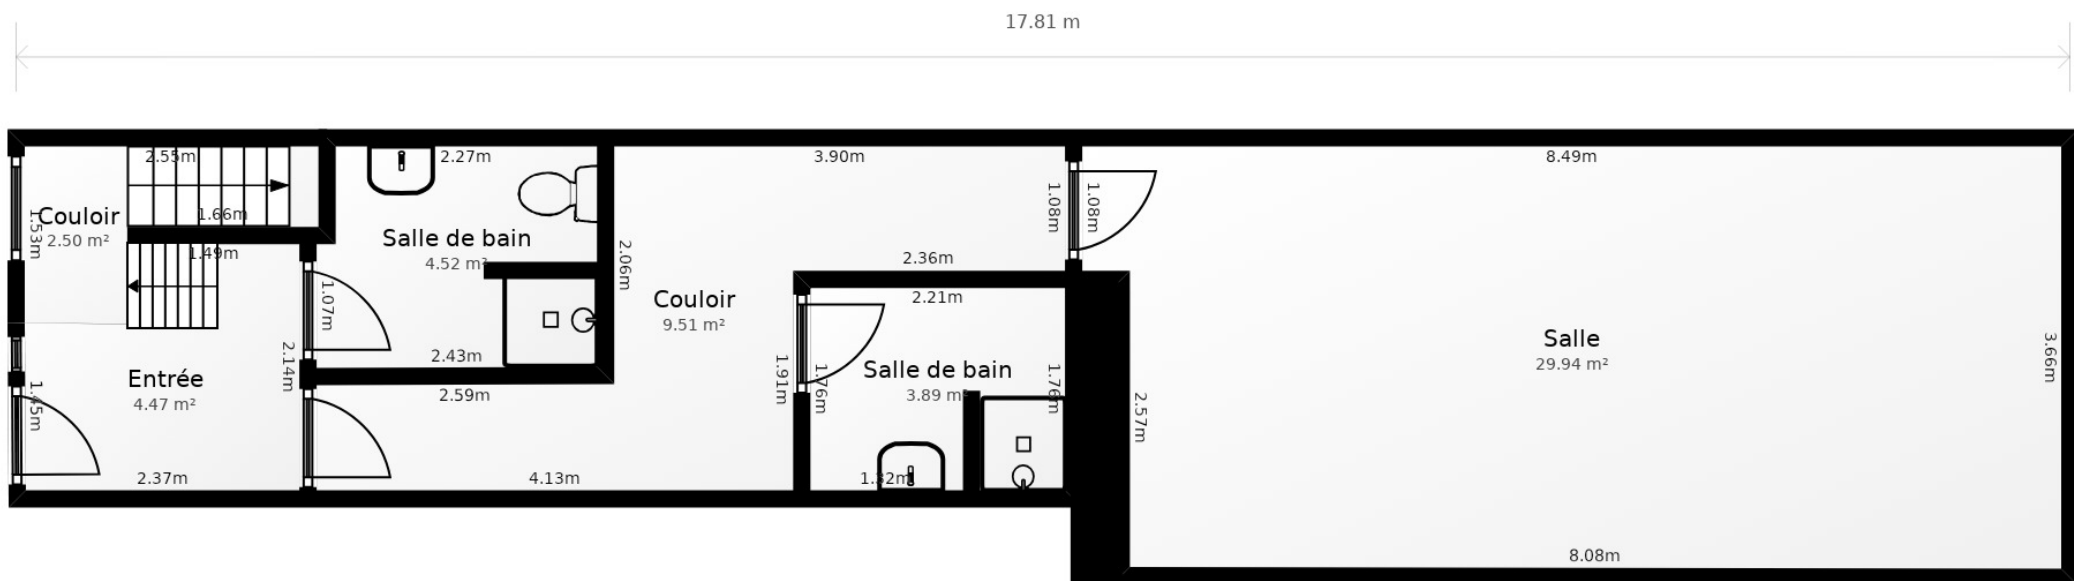 17.81 m
2.55m
2.27m
3.90m
8.49m
1.53m
Couloir
2.50 m²
1.66m
1.49m
Salle de bain
4.52 m²
1.08m
1.08m
2.06m
2.36m
1.07m
Couloir
9.51 m²
2.21m
2.14m
2.43m
2.59m
Entrée
4.47 m²
1.45m
1.91m
1.76m
Salle de bain
3.89 m²
1.76m
Salle
29.94 m²
3.66m
2.57m
2.37m
4.13m
1.32m
8.08m